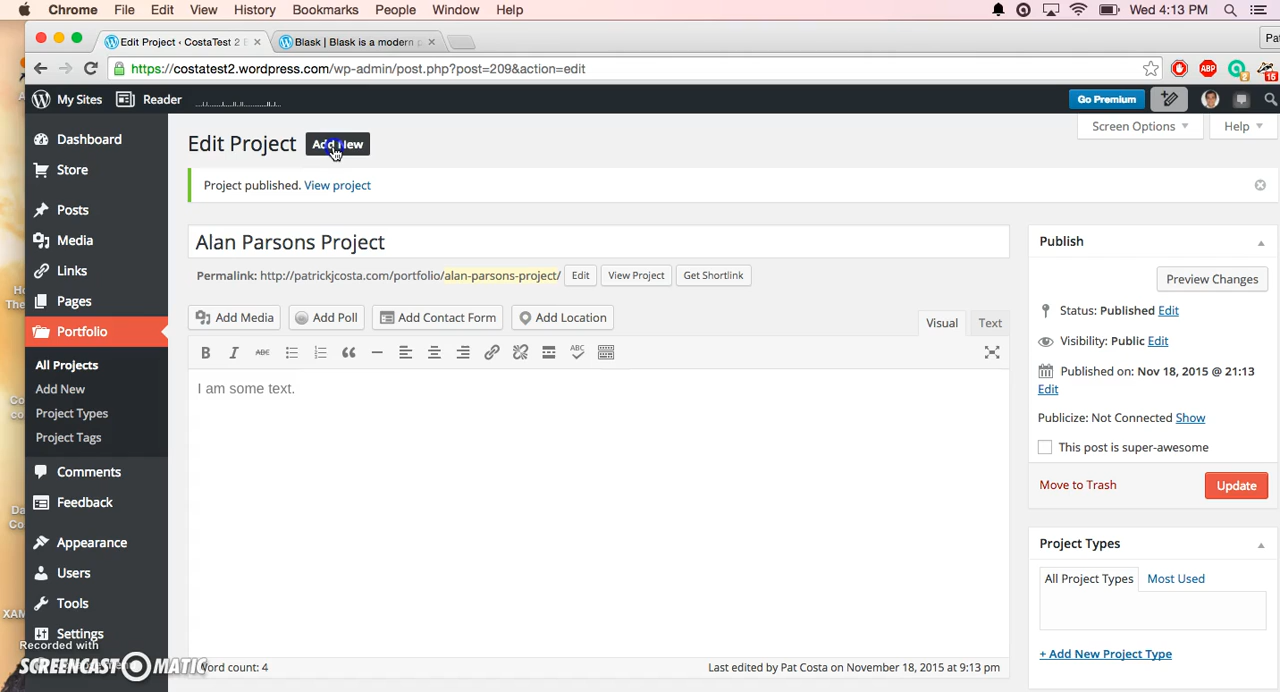 Chrome File Edit View History Bookmarks People Window Help Wed 4:13 PM
Edit Project ‹ CostaTest 2 Blask | Blask is a modern
https://costatest2.wordpress.com/wp-admin/post.php?post=209&action=edit ABP 15
My Sites Reader Go Premium
Screen Options Help
Dashboard
Store
Posts
Media
Links
Pages
Portfolio
All Projects
Add New
Project Types
Project Tags
Comments
Feedback
Appearance
Users
Tools
Settings
Edit Project Add New
Project published. View project
Alan Parsons Project
Permalink: http://patrickjcosta.com/portfolio/alan-parsons-project/ Edit View Project Get Shortlink
Add Media Add Poll Add Contact Form Add Location
Visual Text
B I ABC ABC
I am some text.
Word count: 4 Last edited by Pat Costa on November 18, 2015 at 9:13 pm
Publish
Preview Changes
Status: Published Edit
Visibility: Public Edit
Published on: Nov 18, 2015 @ 21:13
Edit
Publicize: Not Connected Show
This post is super-awesome
Move to Trash Update
Project Types
All Project Types Most Used
+ Add New Project Type
Recorded with
SCREENCAST MATIC